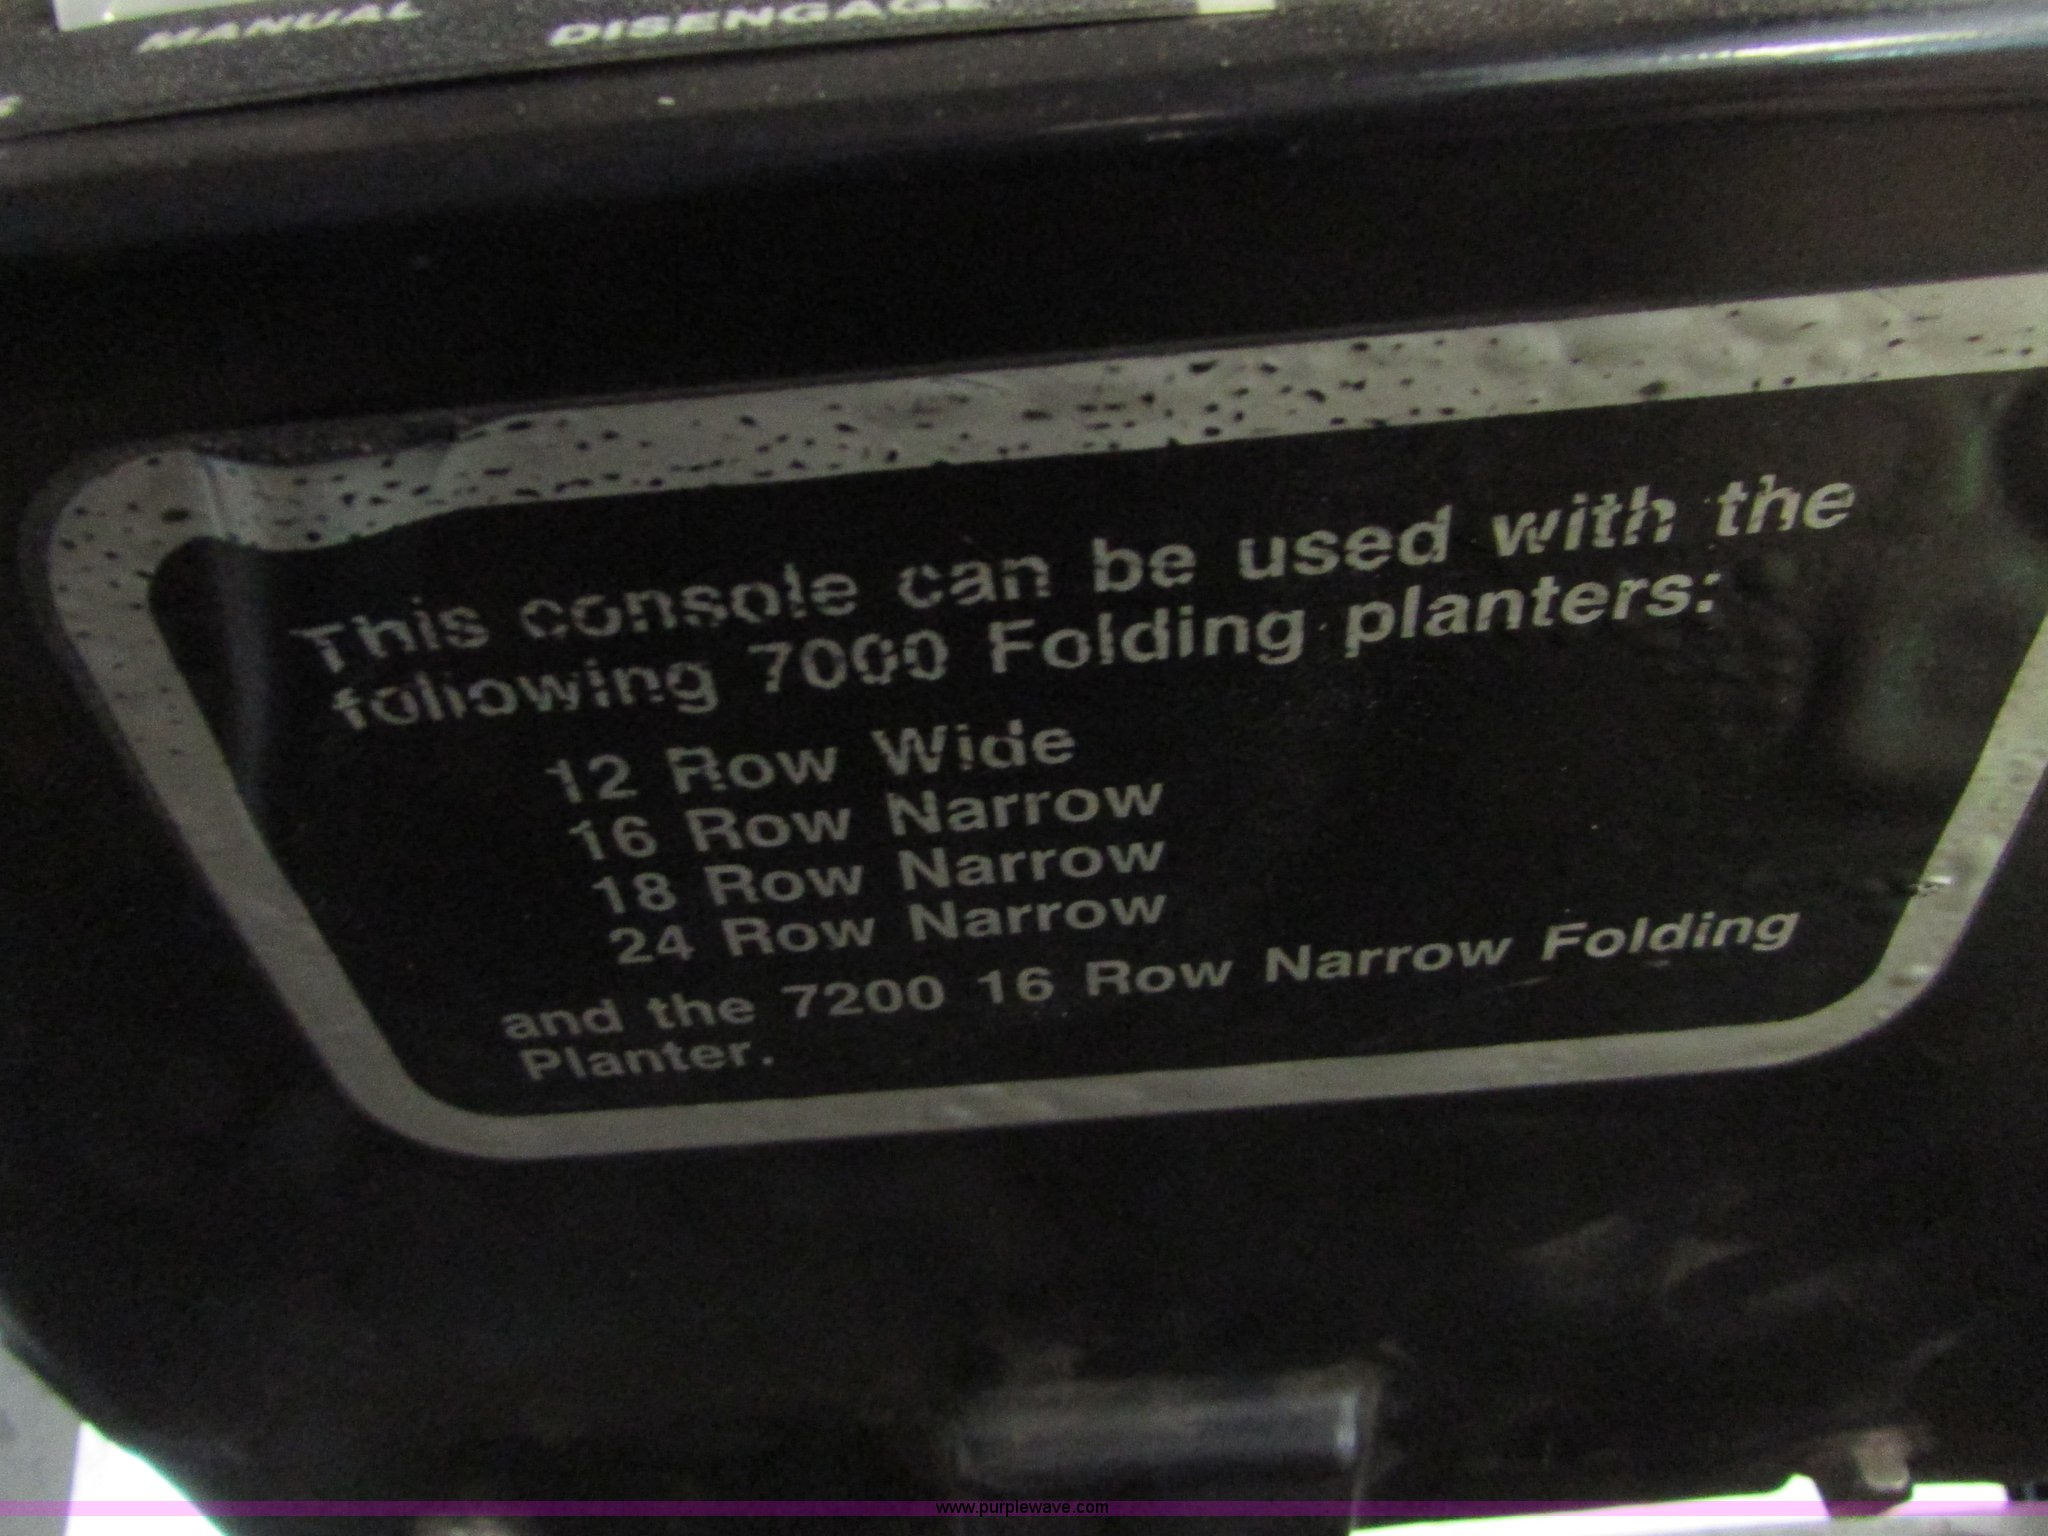 MANUAL DISENGAGE
This console can be used with the
following 7000 Folding planters:
12 Row Wide
16 Row Narrow
18 Row Narrow
24 Row Narrow
and the 7200 16 Row Narrow Folding
Planter.
www.purplewave.com